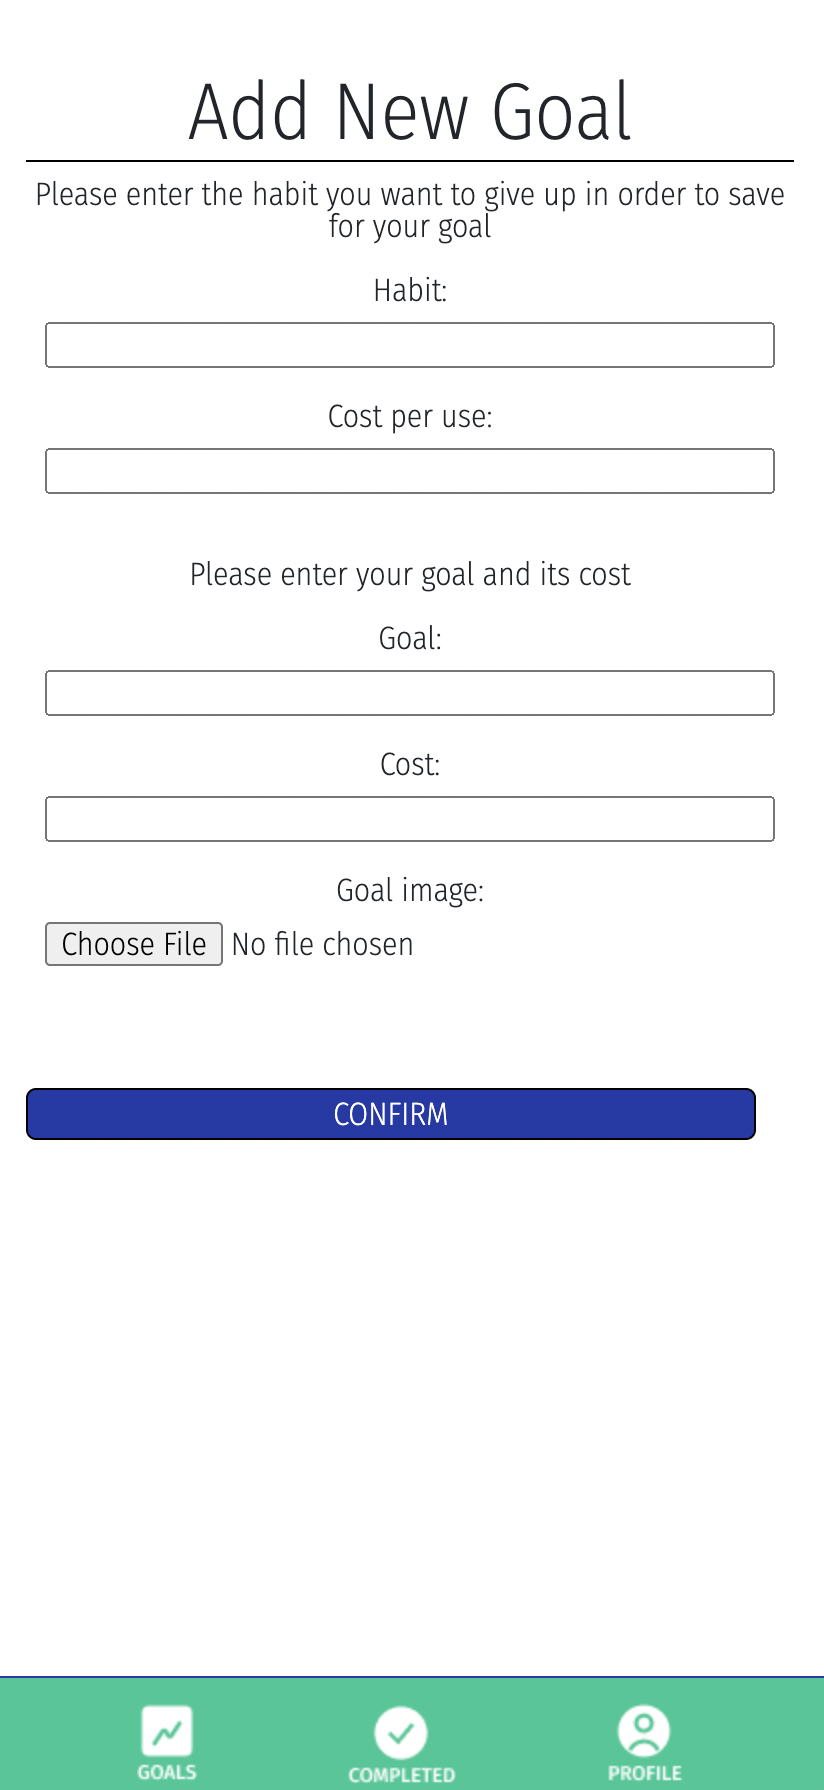 Add New Goal
Please enter the habit you want to give up in order to save
for your goal
Habit:
Cost per use:
Please enter your goal and its cost
Goal:
Cost:
Goal image:
Choose File No file chosen
CONFIRM
GOALS
COMPLETED
PROFILE